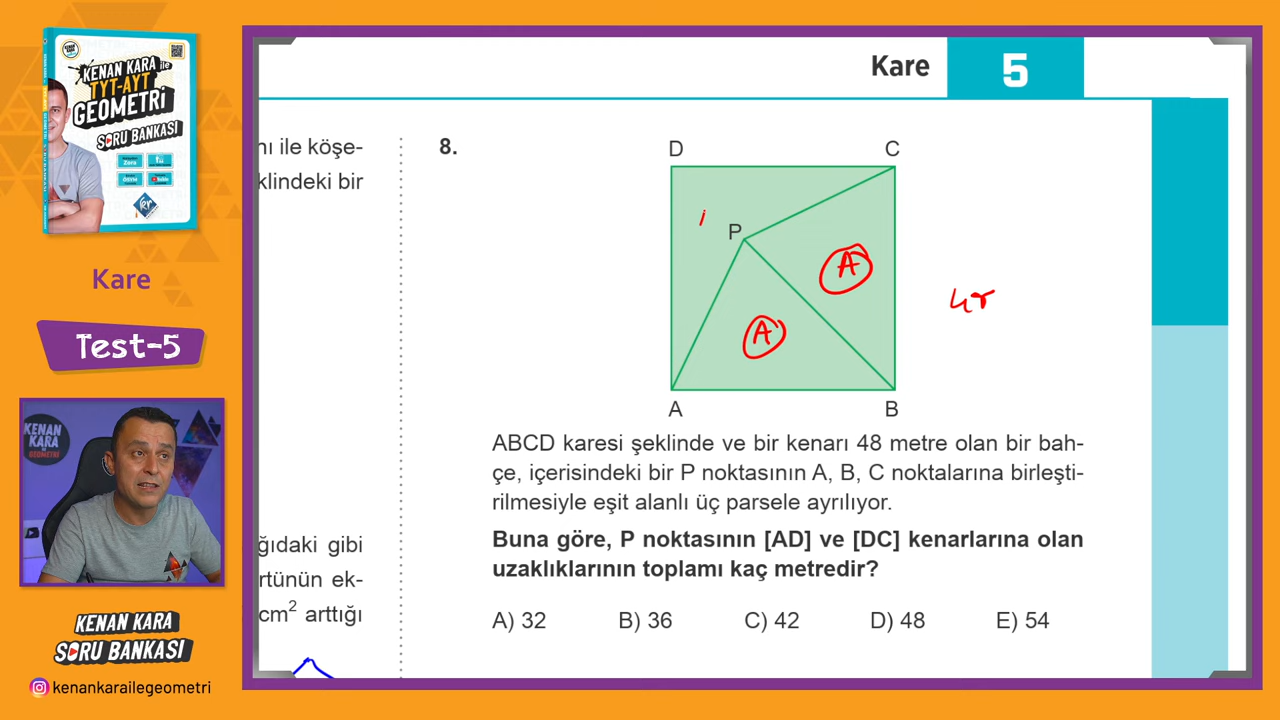 KENAN KARA ile
TYT-AYT
GEOMETRİ
SORU BANKASI
Kare
Test-5
KENAN
KARA
GEOMETRİ
KENAN KARA
SORU BANKASI
kenankarailegeometri
Kare 5
nı ile köşe-
klindeki bir
ğıdaki gibi
rtünün ek-
cm² arttığı
8.
D C
P
A
A
A B
ABCD karesi şeklinde ve bir kenarı 48 metre olan bir bah-
çe, içerisindeki bir P noktasının A, B, C noktalarına birleşti-
rilmesiyle eşit alanlı üç parsele ayrılıyor.
Buna göre, P noktasının [AD] ve [DC] kenarlarına olan
uzaklıklarının toplamı kaç metredir?
A) 32 B) 36 C) 42 D) 48 E) 54